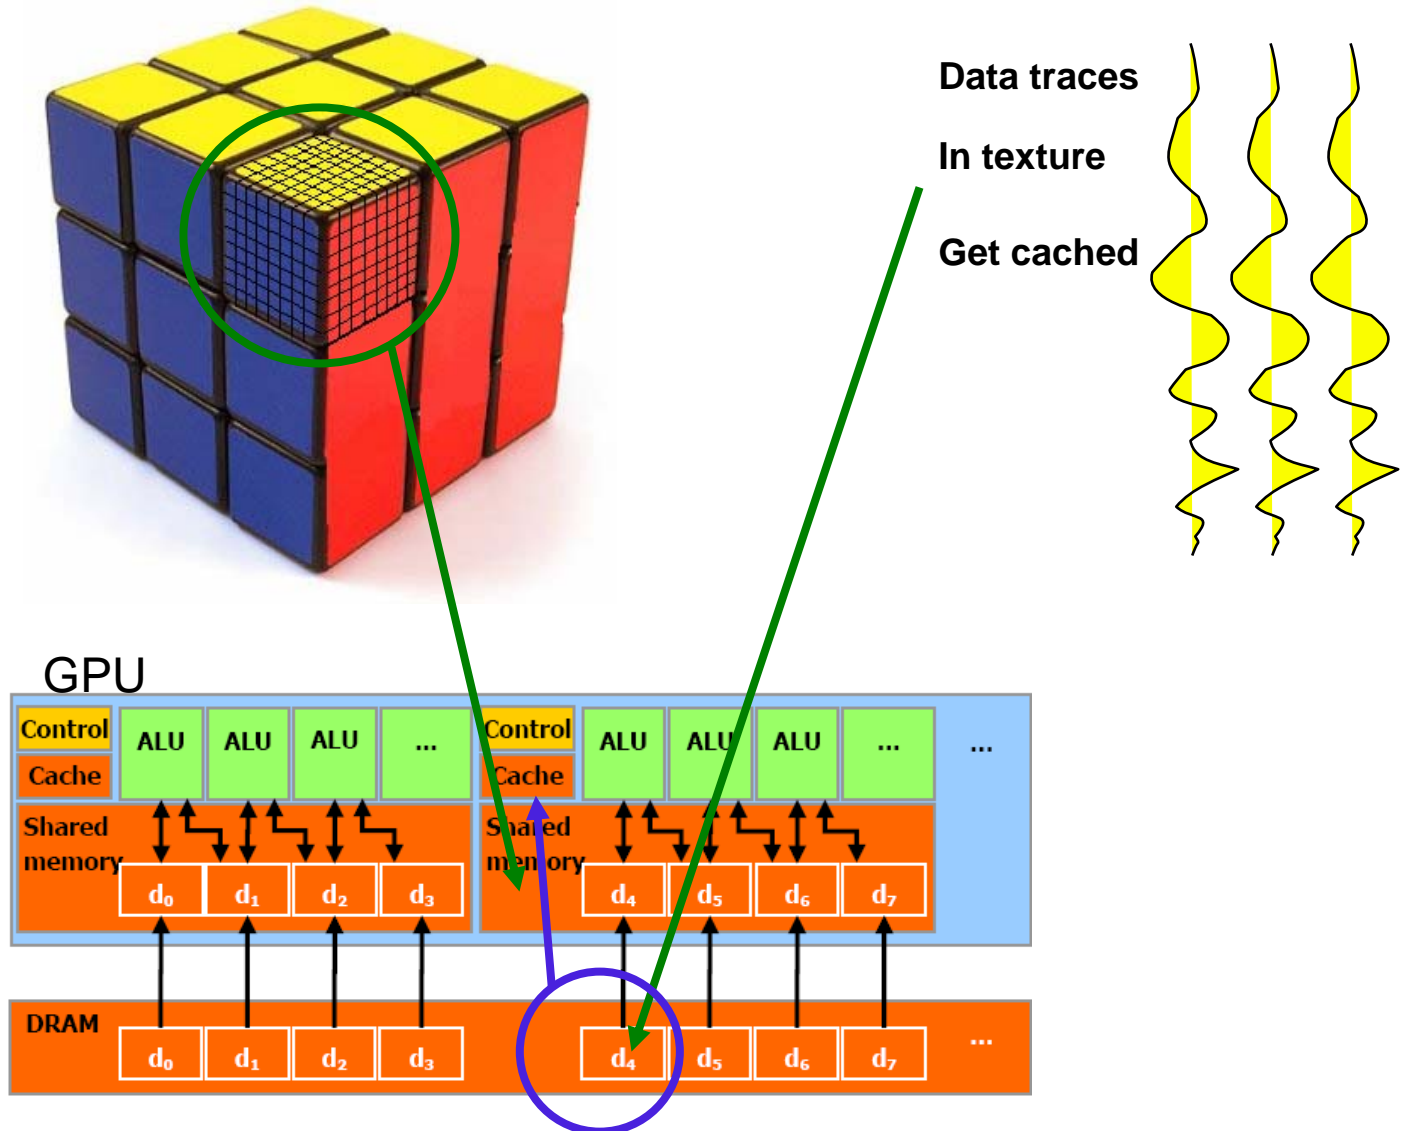 Data traces
In texture
Get cached
GPU
Control ALU ALU ALU ... Control ALU ALU ALU ... ...
Cache Cache
Shared memory Shared memory
d₀ d₁ d₂ d₃ d₄ d₅ d₆ d₇
DRAM ...
d₀ d₁ d₂ d₃ d₄ d₅ d₆ d₇